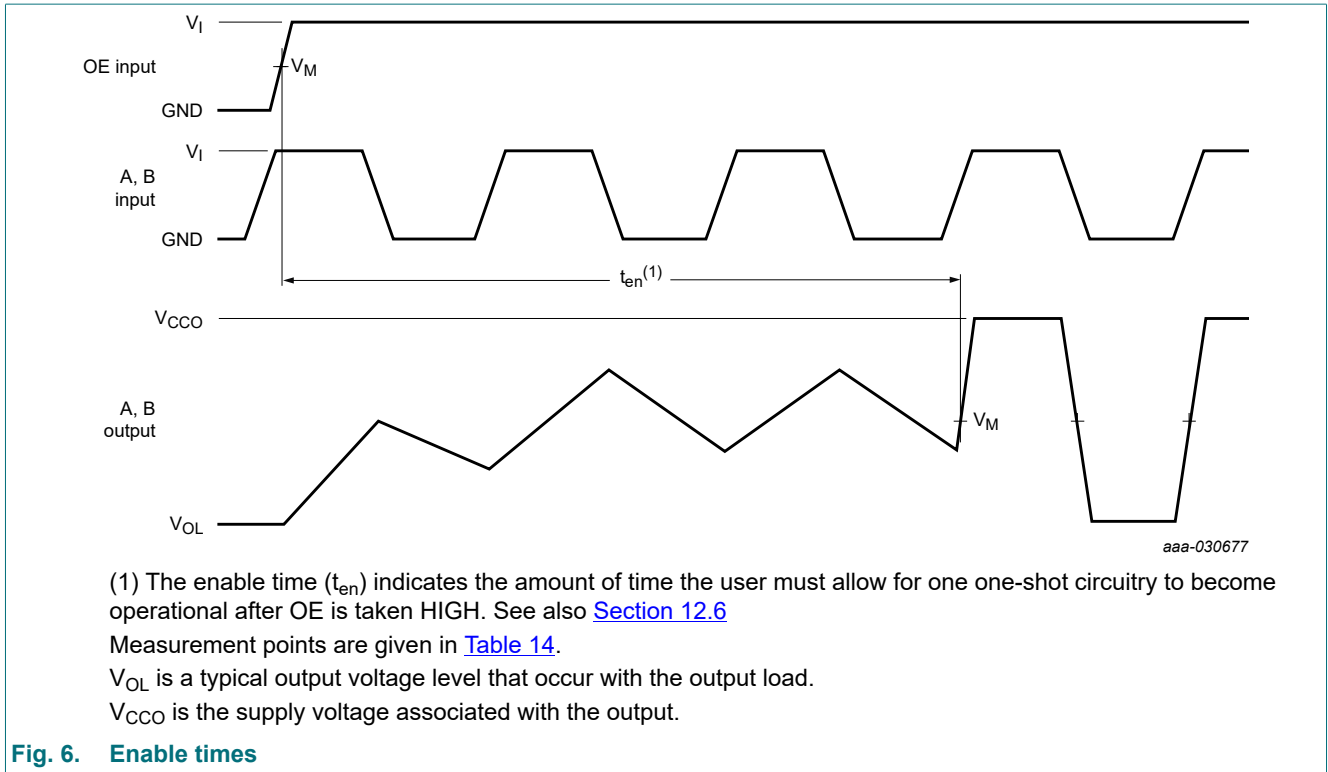 V_I
OE input
V_M
GND
V_I
A, B
input
GND
t_en(1)
V_CCO
A, B
output
V_M
V_OL
aaa-030677
(1) The enable time (t_en) indicates the amount of time the user must allow for one one-shot circuitry to become
operational after OE is taken HIGH. See also Section 12.6
Measurement points are given in Table 14.
V_OL is a typical output voltage level that occur with the output load.
V_CCO is the supply voltage associated with the output.
Fig. 6. Enable times